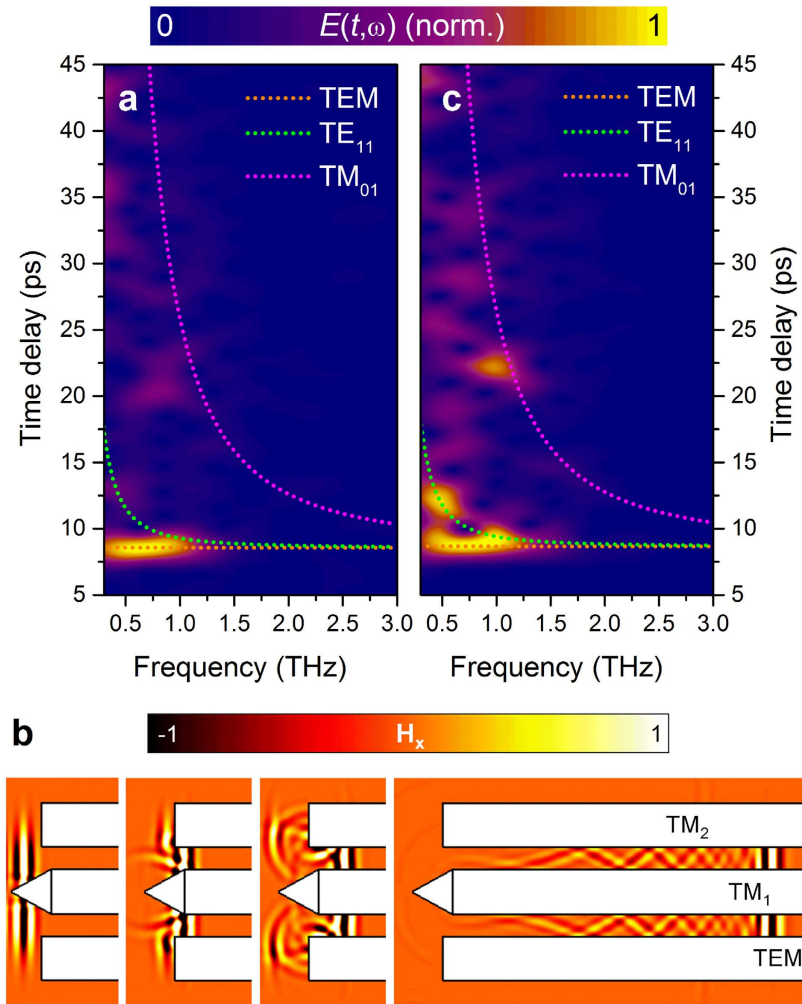 0 E(t,ω) (norm.) 1
a
TEM
TE₁₁
TM₀₁
45
40
35
30
25
20
15
10
5
Time delay (ps)
0.5 1.0 1.5 2.0 2.5 3.0
Frequency (THz)
c
TEM
TE₁₁
TM₀₁
45
40
35
30
25
20
15
10
5
Time delay (ps)
0.5 1.0 1.5 2.0 2.5 3.0
Frequency (THz)
b
-1 Hₓ 1
TM₂
TM₁
TEM